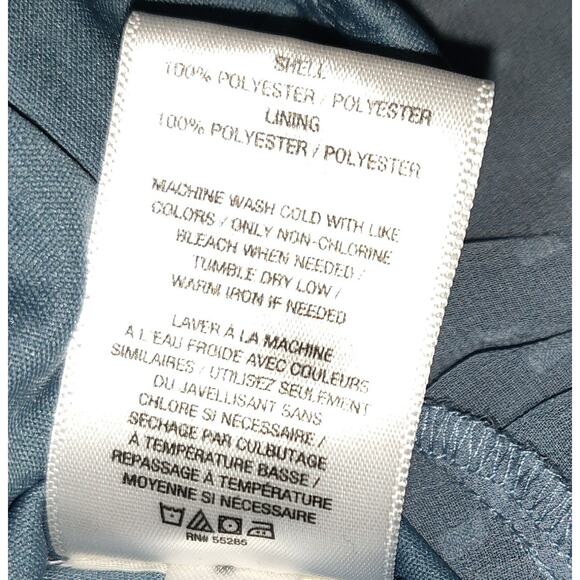 SHELL
100% POLYESTER / POLYESTER
LINING
100% POLYESTER / POLYESTER
MACHINE WASH COLD WITH LIKE
COLORS / ONLY NON-CHLORINE
BLEACH WHEN NEEDED /
TUMBLE DRY LOW /
WARM IRON IF NEEDED
LAVER À LA MACHINE
A L'EAU FROIDE AVEC COULEURS
SIMILAIRES / UTILISEZ SEULEMENT
DU JAVELLISANT SANS
CHLORE SI NÉCESSAIRE /
SÉCHAGE PAR CULBUTAGE
À TEMPÉRATURE BASSE /
REPASSAGE À TEMPÉRATURE
MOYENNE SI NÉCESSAIRE
RN# 55285